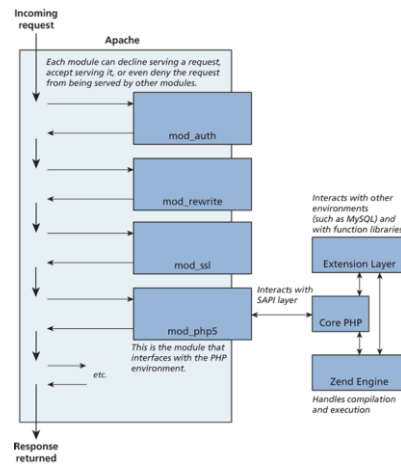 Incoming
request
Apache
Each module can decline serving a request,
accept serving it, or even deny the request
from being served by other modules.
mod_auth
mod_rewrite
mod_ssl
mod_php5
This is the module that
interfaces with the PHP
environment.
etc.
Response
returned
Interacts with
SAPI layer
Interacts with other
environments
(such as MySQL) and
with function libraries
Extension Layer
Core PHP
Zend Engine
Handles compilation
and execution